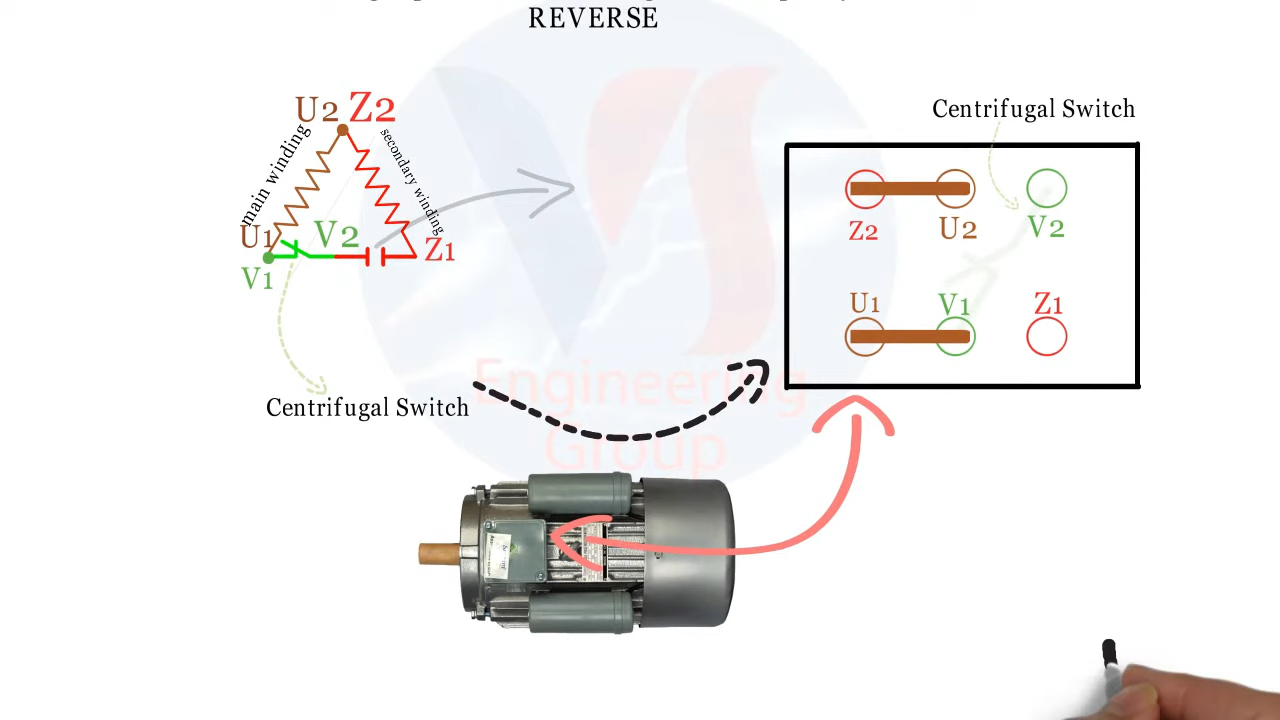 REVERSE
U2 Z2
main winding
secondary winding
U1
V2
Z1
V1
Centrifugal Switch
Centrifugal Switch
Z2
U2
V2
U1
V1
Z1
Engineering
Group